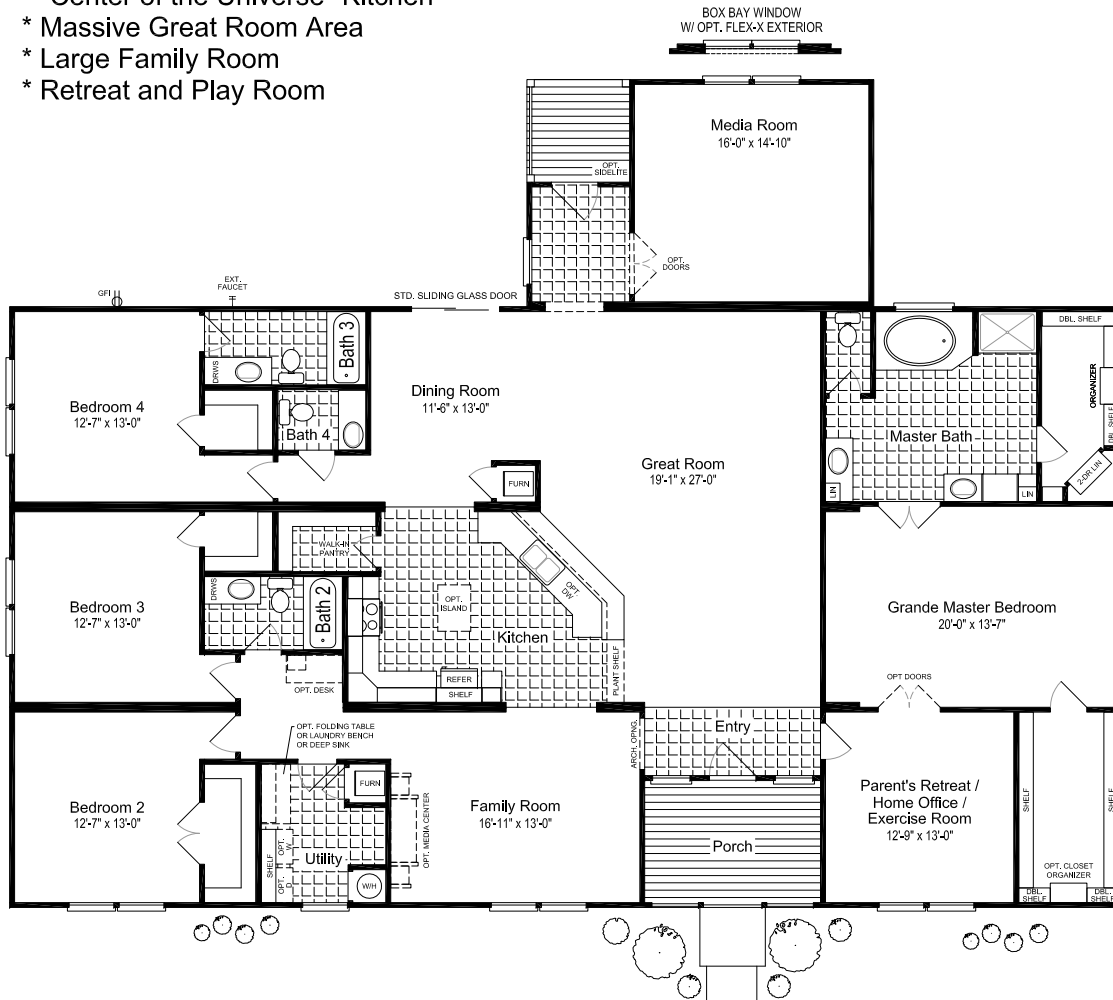 "Center of the Universe" Kitchen
* Massive Great Room Area
* Large Family Room
* Retreat and Play Room
BOX BAY WINDOW
W/ OPT. FLEX-X EXTERIOR
Media Room
16'-0" x 14'-10"
OPT.
SIDELITE
OPT.
DOORS
GFI
EXT.
FAUCET
STD. SLIDING GLASS DOOR
DRWS
Bath 3
Bedroom 4
12'-7" x 13'-0"
Bath 4
Dining Room
11'-6" x 13'-0"
FURN
Great Room
19'-1" x 27'-0"
Master Bath
LIN
LIN
DBL. SHELF
ORGANIZER
DBL. SHELF
2-DR LIN
WALK-IN
PANTRY
Bedroom 3
12'-7" x 13'-0"
DRWS
Bath 2
OPT.
ISLAND
OPT.
DW
Kitchen
REFER
SHELF
PLANT SHELF
Grande Master Bedroom
20'-0" x 13'-7"
OPT DOORS
OPT. DESK
OPT. FOLDING TABLE
OR LAUNDRY BENCH
OR DEEP SINK
ARCH. OPNG.
Entry
Bedroom 2
12'-7" x 13'-0"
FURN
OPT. MEDIA CENTER
Family Room
16'-11" x 13'-0"
Porch
Parent's Retreat /
Home Office /
Exercise Room
12'-9" x 13'-0"
SHELF
SHELF
OPT. W
OPT. D
SHELF
Utility
W/H
OPT. CLOSET
ORGANIZER
DBL.
SHELF
DBL.
SHELF